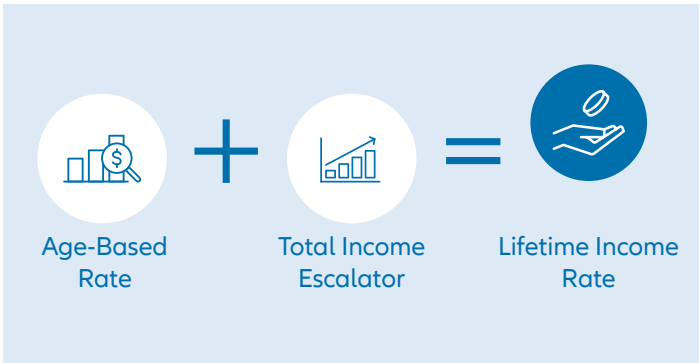 $
+
=
Age-Based
Rate
Total Income
Escalator
Lifetime Income
Rate